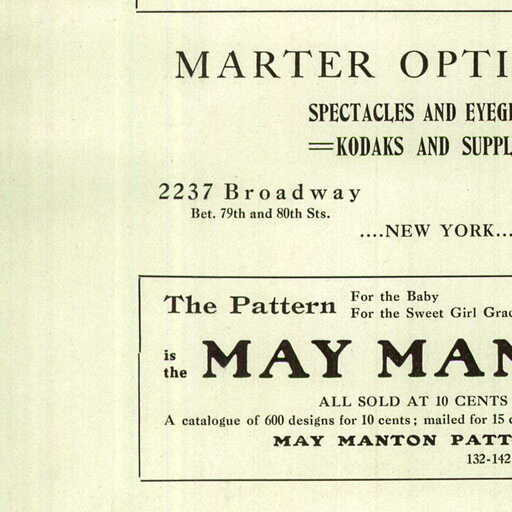 MARTER OPTI
SPECTACLES AND EYEG
=KODAKS AND SUPPL
2237 Broadway
Bet. 79th and 80th Sts.
....NEW YORK...
The Pattern
For the Baby
For the Sweet Girl Grad
is the
MAY MAN
ALL SOLD AT 10 CENTS
A catalogue of 600 designs for 10 cents; mailed for 15 c
MAY MANTON PATT
132-142